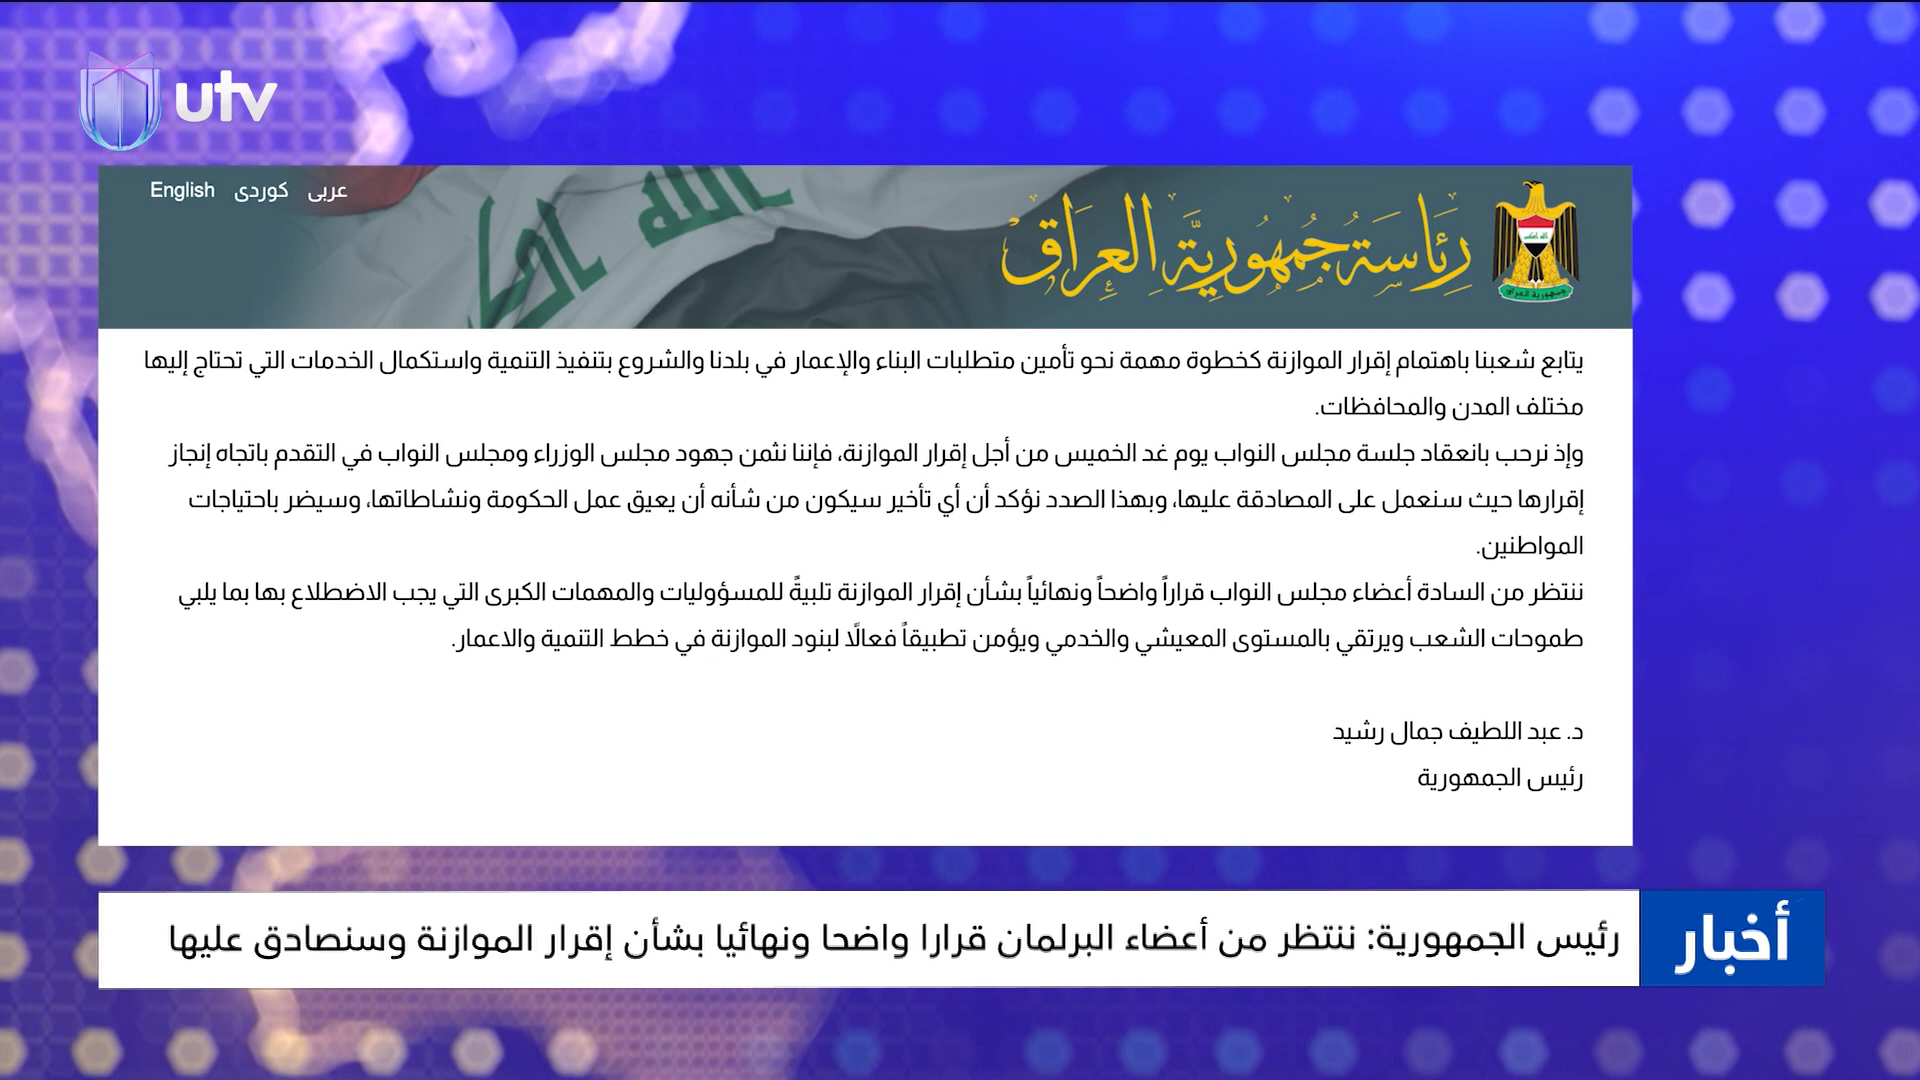 utv
English کوردی عربی
رئاسة جمهورية العراق
الله اكبر
جمهورية العراق
يتابع شعبنا باهتمام إقرار الموازنة كخطوة مهمة نحو تأمين متطلبات البناء والإعمار في بلدنا والشروع بتنفيذ التنمية واستكمال الخدمات التي تحتاج إليها
مختلف المدن والمحافظات.
وإذ نرحب بانعقاد جلسة مجلس النواب يوم غد الخميس من أجل إقرار الموازنة، فإننا نثمن جهود مجلس الوزراء ومجلس النواب في التقدم باتجاه إنجاز
إقرارها حيث سنعمل على المصادقة عليها، وبهذا الصدد نؤكد أن أي تأخير سيكون من شأنه أن يعيق عمل الحكومة ونشاطاتها، وسيضر باحتياجات
المواطنين.
ننتظر من السادة أعضاء مجلس النواب قراراً واضحاً ونهائياً بشأن إقرار الموازنة تلبيةً للمسؤوليات والمهمات الكبرى التي يجب الاضطلاع بها بما يلبي
طموحات الشعب ويرتقي بالمستوى المعيشي والخدمي ويؤمن تطبيقاً فعالًا لبنود الموازنة في خطط التنمية والاعمار.
د. عبد اللطيف جمال رشيد
رئيس الجمهورية
أخبار
رئيس الجمهورية: ننتظر من أعضاء البرلمان قرارا واضحا ونهائيا بشأن إقرار الموازنة وسنصادق عليها